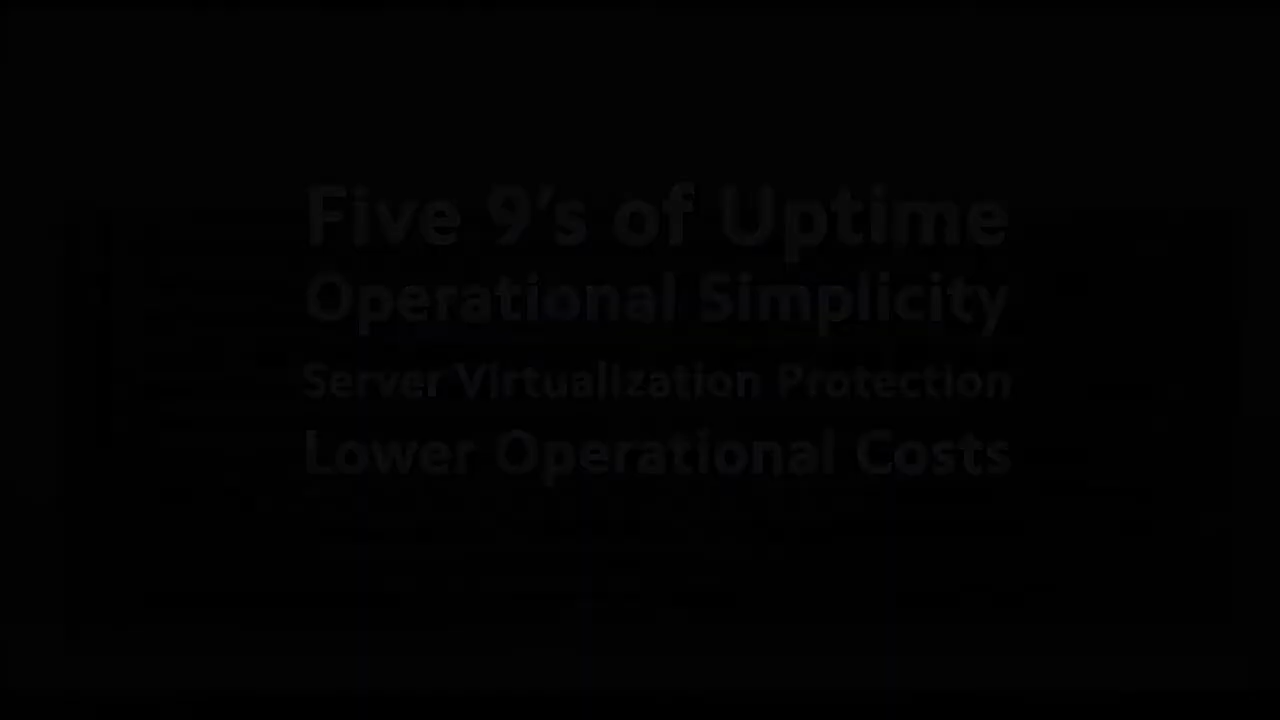 Five 9's of Uptime
Operational Simplicity
Server Virtualization Protection
Lower Operational Costs